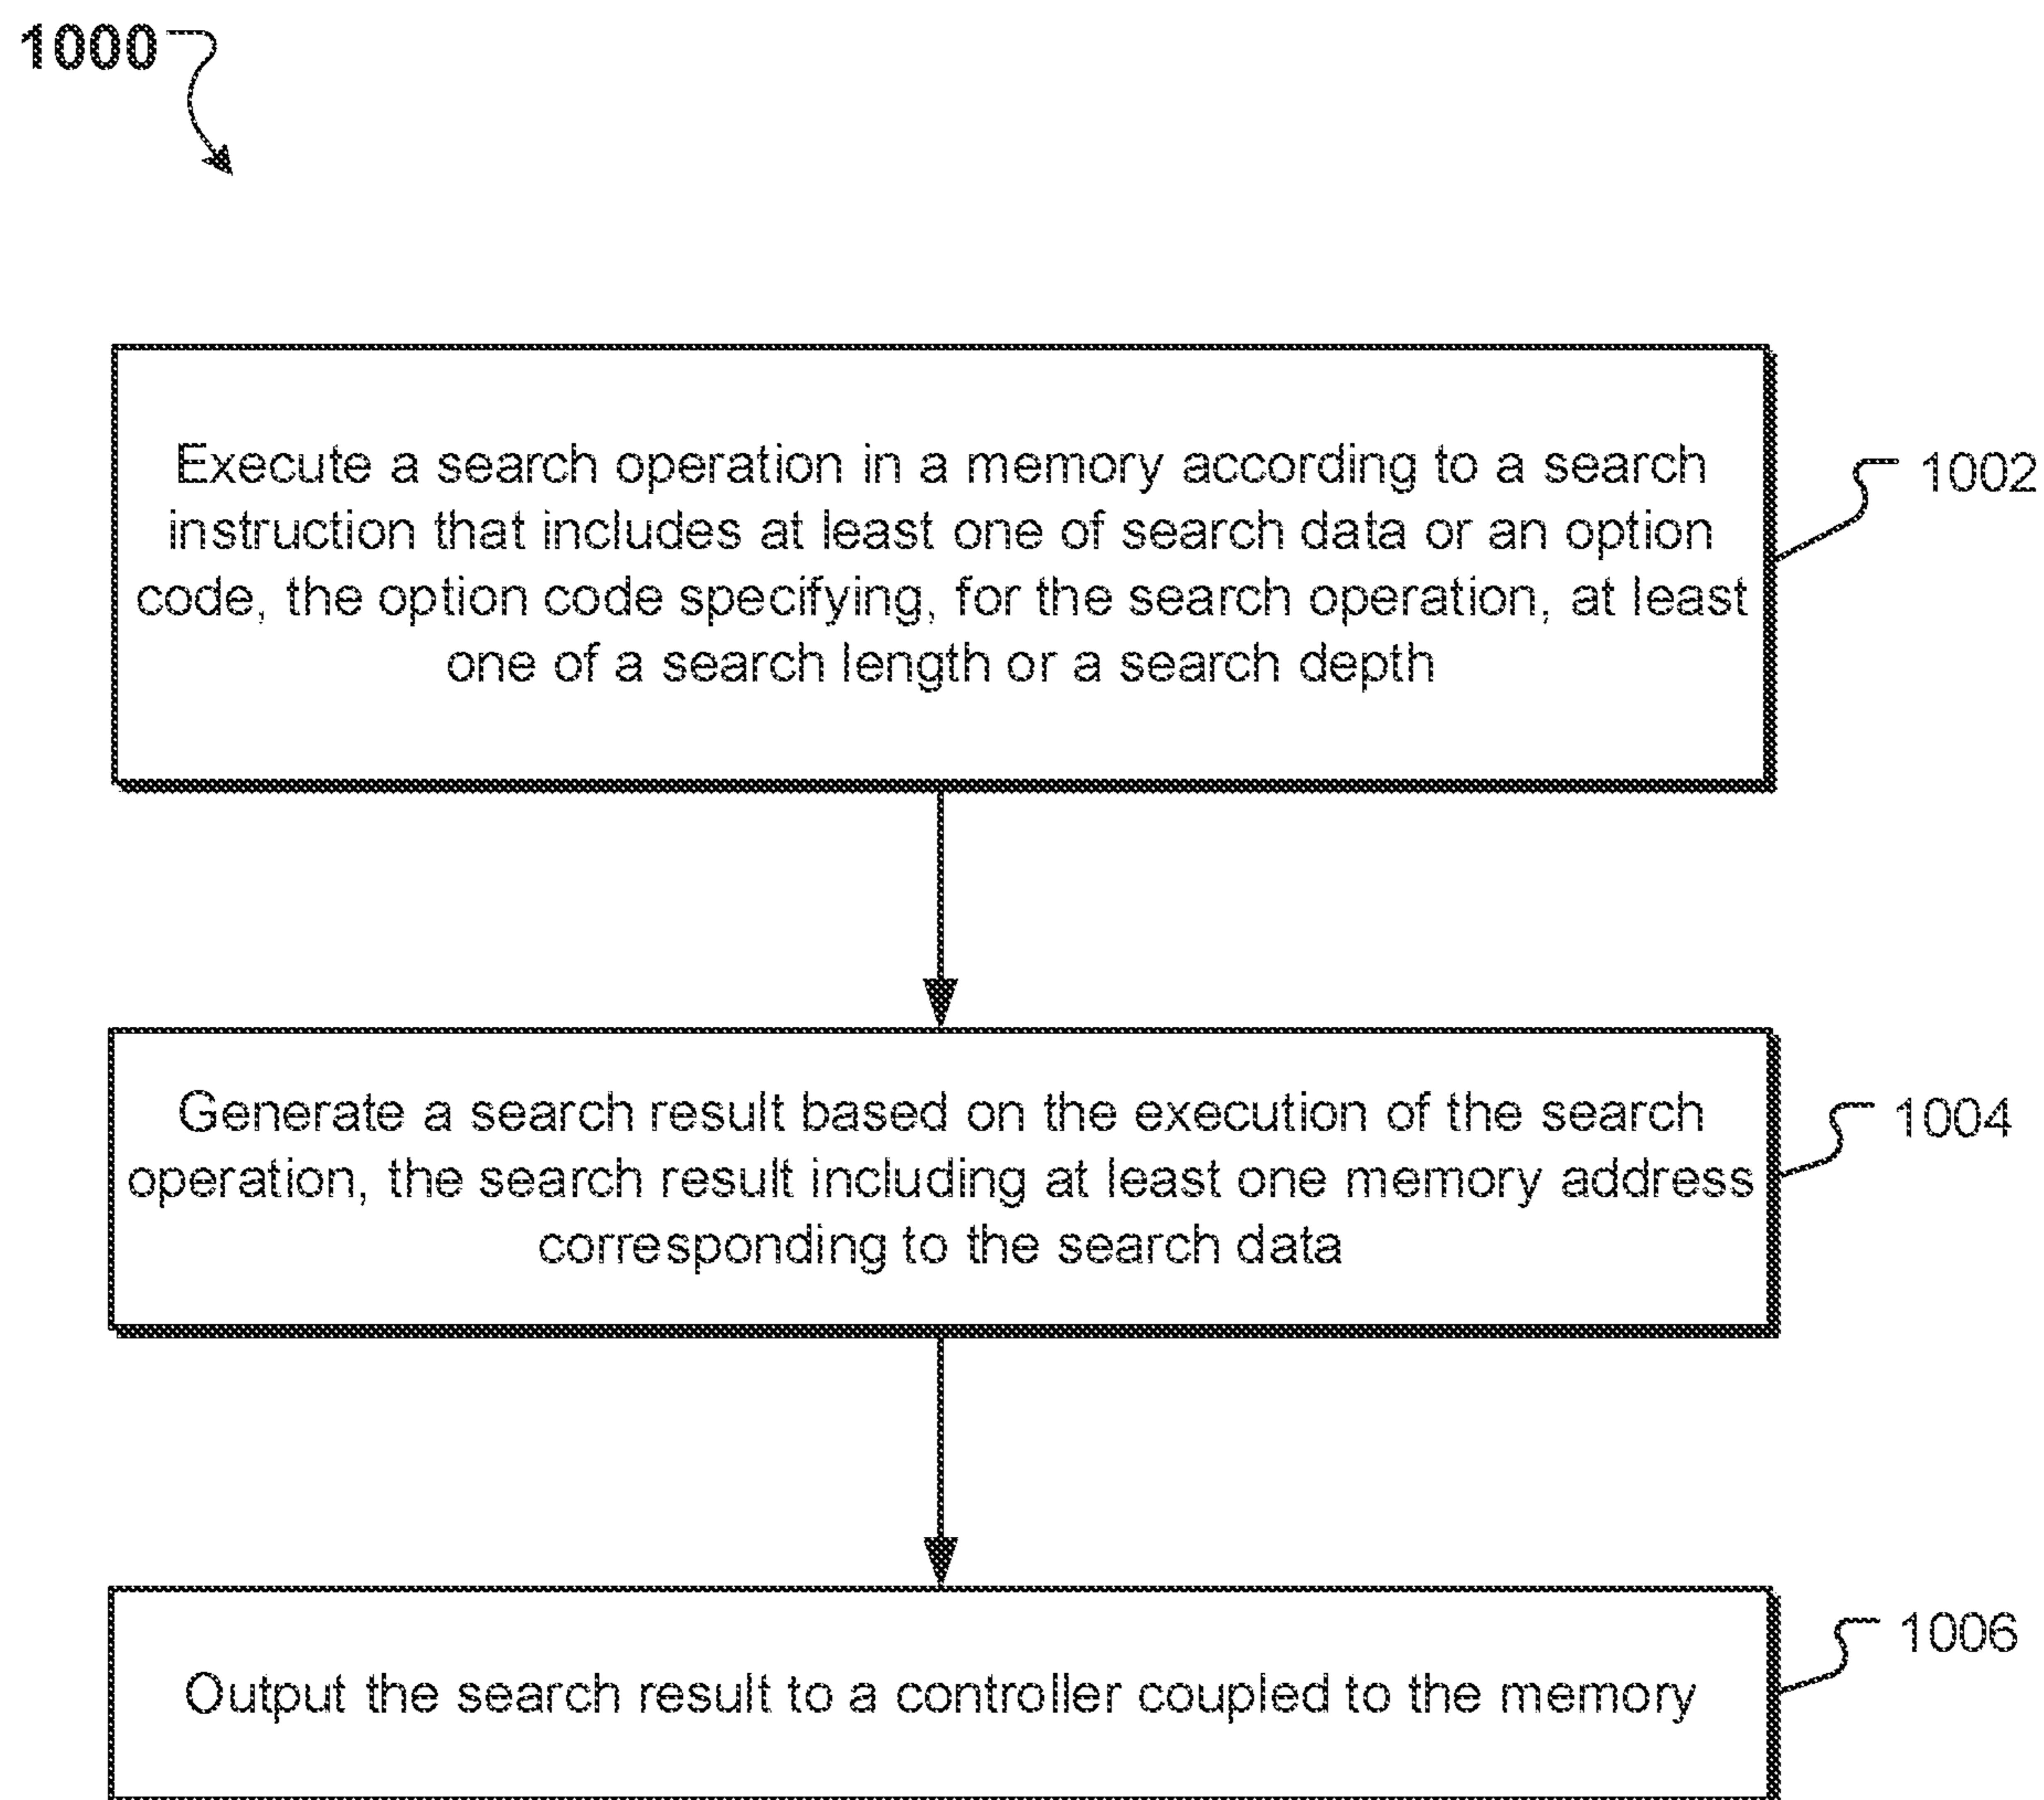 1000
Execute a search operation in a memory according to a search
instruction that includes at least one of search data or an option
code, the option code specifying, for the search operation, at least
one of a search length or a search depth
1002
Generate a search result based on the execution of the search
operation, the search result including at least one memory address
corresponding to the search data
1004
Output the search result to a controller coupled to the memory
1006